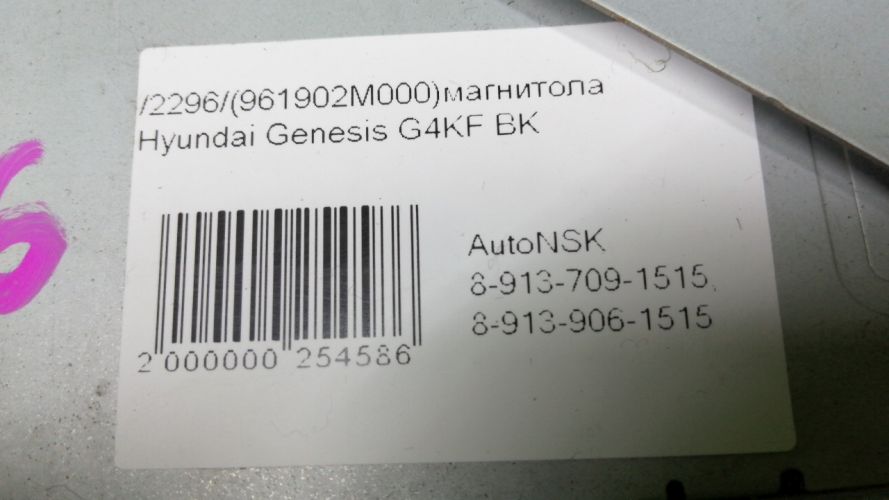 /2296/(961902M000)магнитола
Hyundai Genesis G4KF BK
AutoNSK
8-913-709-1515,
8-913-906-1515
2 000000 254586
6